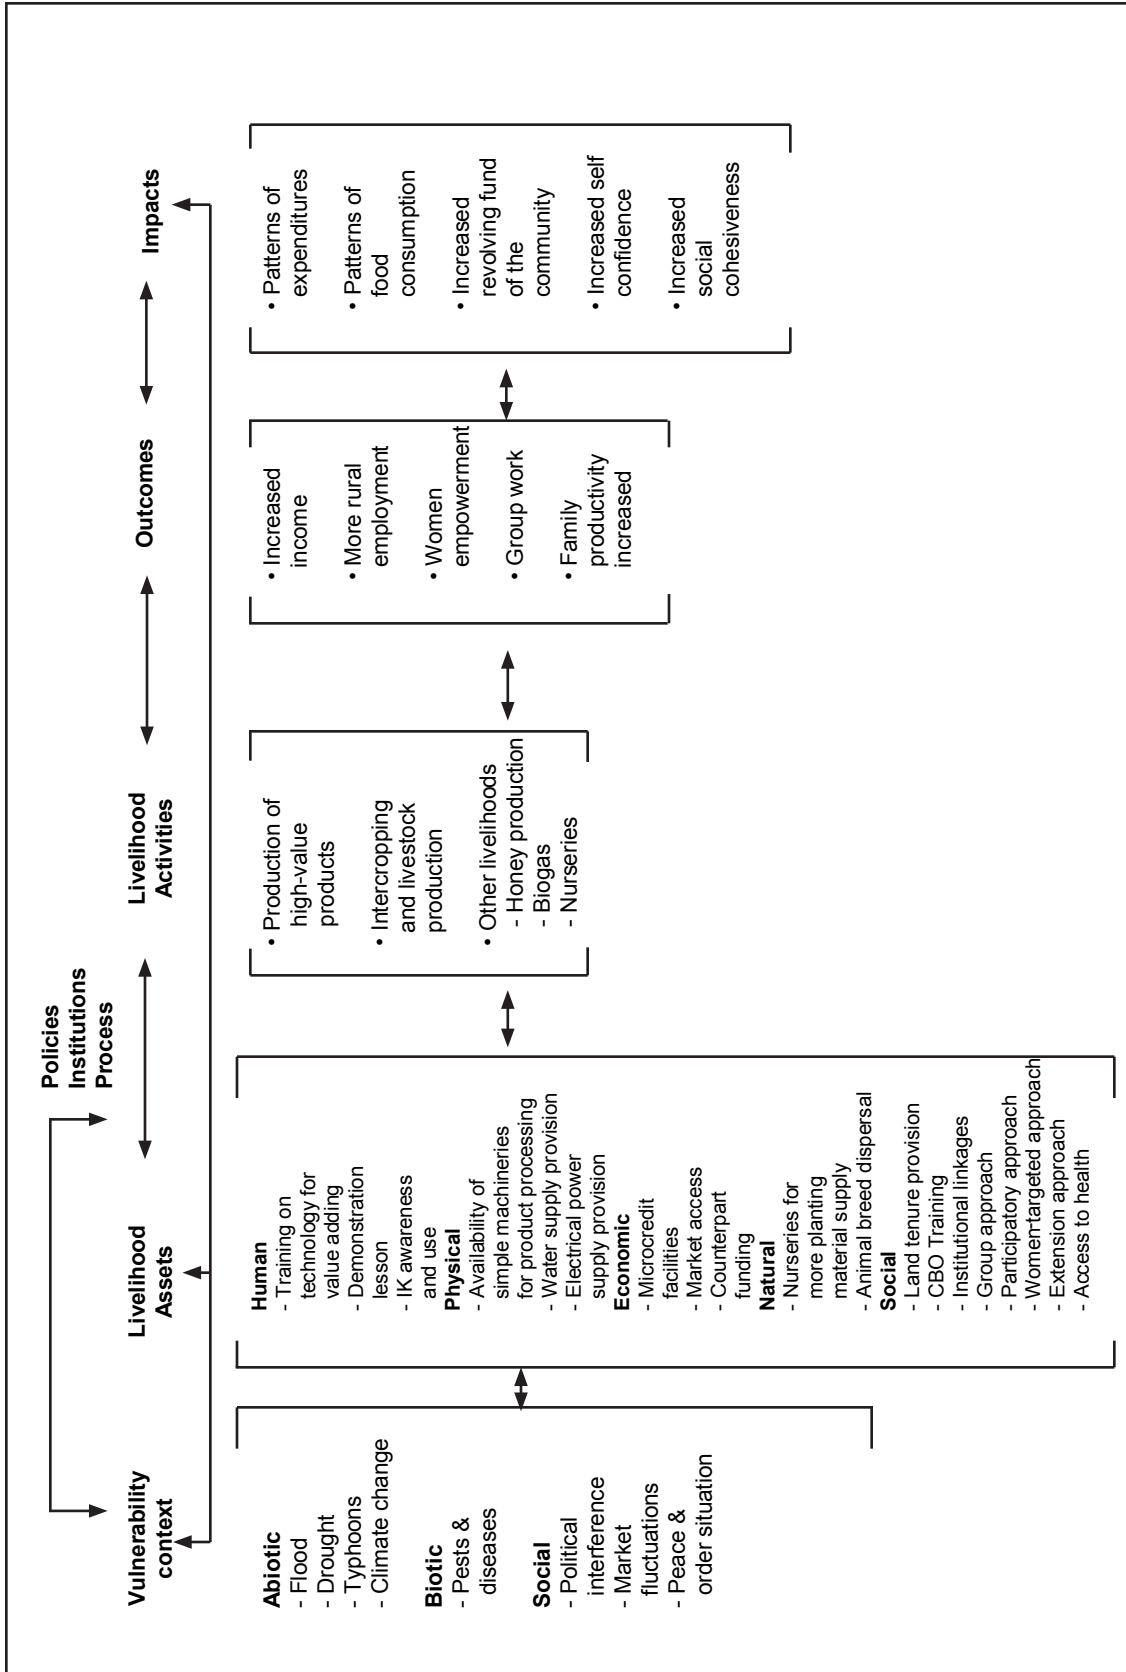 Policies
Institutions
Process
Vulnerability
context
Livelihood
Assets
Livelihood
Activities
Outcomes
Impacts
Abiotic
- Flood
- Drought
- Typhoons
- Climate change
Biotic
- Pests &
diseases
Social
- Political
interference
- Market
fluctuations
- Peace &
order situation
Human
- Training on
technology for
value adding
- Demonstration
lesson
- IK awareness
and use
Physical
- Availability of
simple machineries
for product processing
- Water supply provision
- Electrical power
supply provision
Economic
- Microcredit
facilities
- Market access
- Counterpart
funding
Natural
- Nurseries for
more planting
material supply
- Animal breed dispersal
Social
- Land tenure provision
- CBO Training
- Institutional linkages
- Group approach
- Participatory approach
- Women-targeted approach
- Extension approach
- Access to health
• Production of
high-value
products
• Intercropping
and livestock
production
• Other livelihoods
- Honey production
- Biogas
- Nurseries
• Increased
income
• More rural
employment
• Women
empowerment
• Group work
• Family
productivity
increased
• Patterns of
expenditures
• Patterns of
food
consumption
• Increased
revolving fund
of the
community
• Increased self
confidence
• Increased
social
cohesiveness